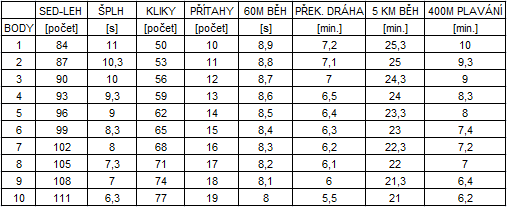 SED-LEH ŠPLH KLIKY PŘÍTAHY 60M BĚH PŘEK. DRÁHA 5 KM BĚH 400M PLAVÁNÍ
BODY [počet] [s] [počet] [počet] [s] [min.] [min.] [min.]
1 84 11 50 10 8,9 7,2 25,3 10
2 87 10,3 53 11 8,8 7,1 25 9,3
3 90 10 56 12 8,7 7 24,3 9
4 93 9,3 59 13 8,6 6,5 24 8,3
5 96 9 62 14 8,5 6,4 23,3 8
6 99 8,3 65 15 8,4 6,3 23 7,4
7 102 8 68 16 8,3 6,2 22,3 7,2
8 105 7,3 71 17 8,2 6,1 22 7
9 108 7 74 18 8,1 6 21,3 6,4
10 111 6,3 77 19 8 5,5 21 6,2